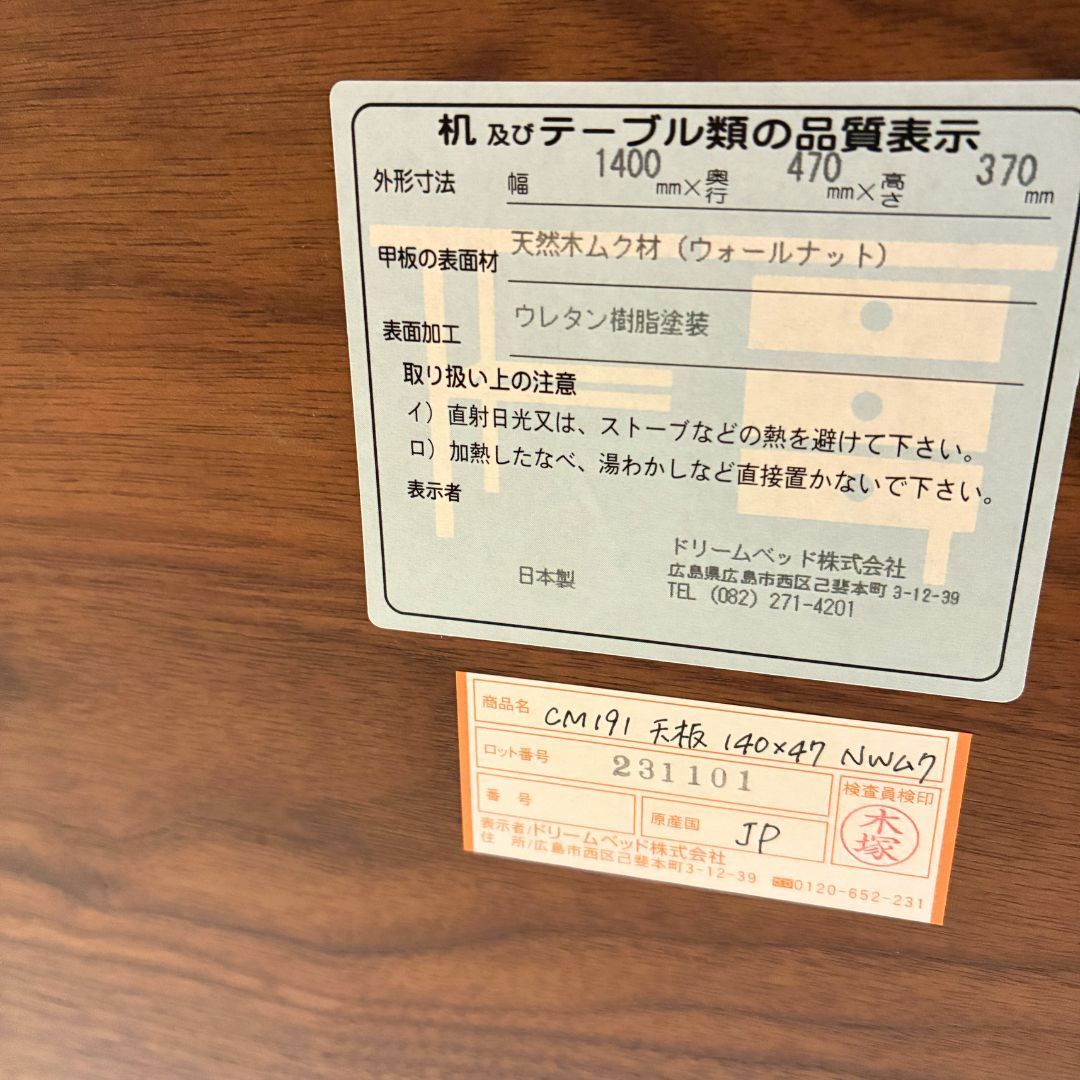 机及びテーブル類の品質表示
外形寸法 幅 1400 mm×奥行 470 mm×高さ 370 mm
甲板の表面材 天然木ムク材（ウォールナット）
表面加工 ウレタン樹脂塗装
取り扱い上の注意
イ）直射日光又は、ストーブなどの熱を避けて下さい。
ロ）加熱したなべ、湯わかしなど直接置かないで下さい。
表示者
ドリームベッド株式会社
日本製 広島県広島市西区己斐本町 3-12-39
TEL (082) 271-4201
商品名 CM191 天板 140×47 NWムク
ロット番号 231101
検査員検印
番号 原産国 JP 木塚
表示者/ドリームベッド株式会社
住所/広島市西区己斐本町3-12-39 0120-652-231